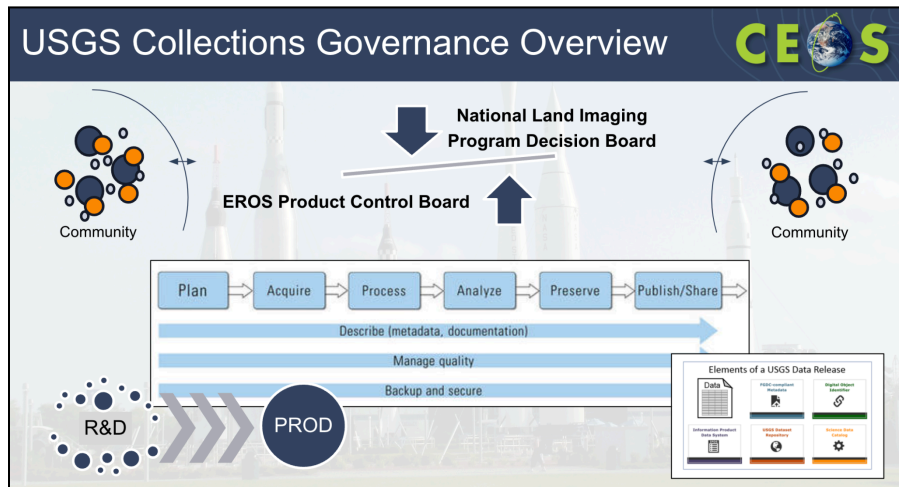 USGS Collections Governance Overview
CEOS
National Land Imaging
Program Decision Board
EROS Product Control Board
Community
Community
Plan
Acquire
Process
Analyze
Preserve
Publish/Share
Describe (metadata, documentation)
Manage quality
Backup and secure
R&D
PROD
Elements of a USGS Data Release
Data
FGDC-compliant
Metadata
Digital Object
Identifier
Information Product
Data System
USGS Dataset
Repository
Science Data
Catalog